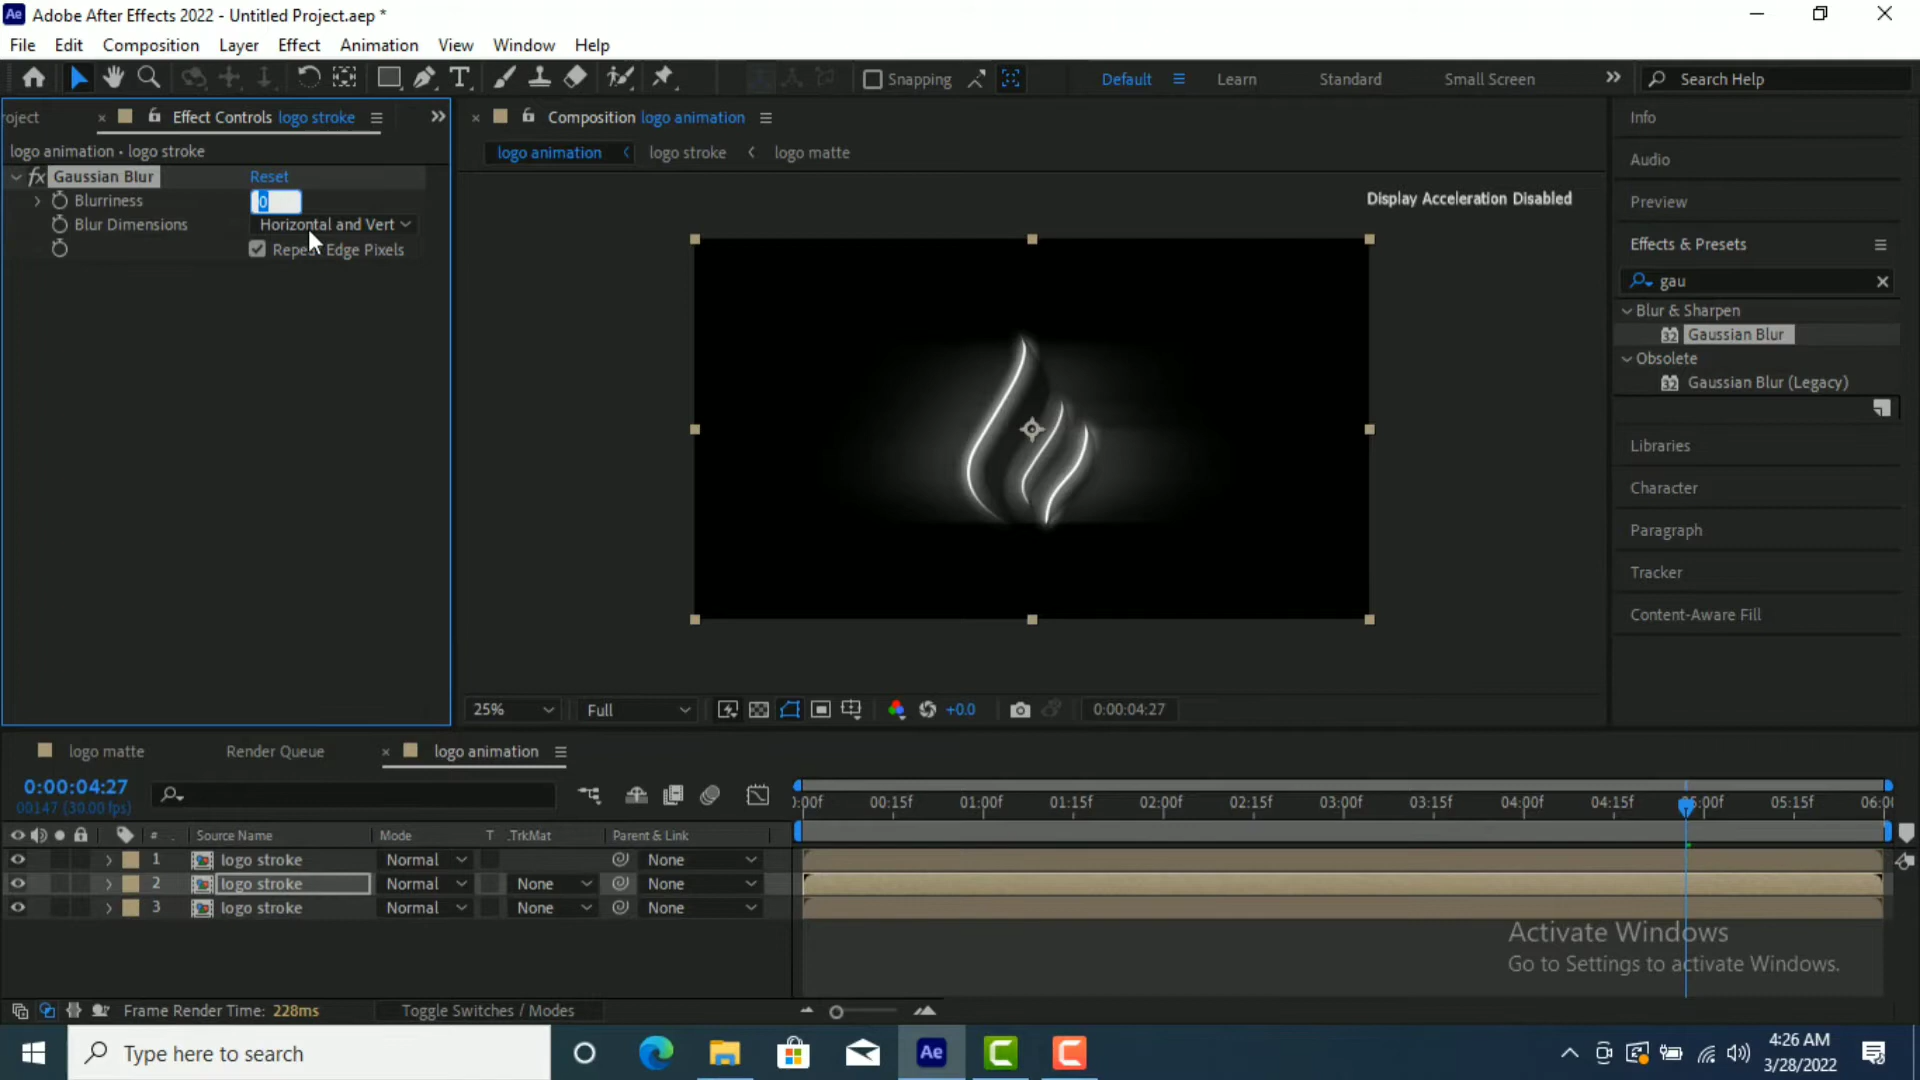 Ae Adobe After Effects 2022 - Untitled Project.aep *
File Edit Composition Layer Effect Animation View Window Help
Snapping Default Learn Standard Small Screen Search Help
roject Effect Controls logo stroke
logo animation • logo stroke
fx Gaussian Blur Reset
Blurriness 0
Blur Dimensions Horizontal and Vert
Edge Pixels
Composition logo animation
logo animation logo stroke logo matte
Display Acceleration Disabled
25% Full +0.0 0:00:04:27
Info
Audio
Preview
Effects & Presets
gau
Blur & Sharpen
32 Gaussian Blur
Obsolete
32 Gaussian Blur (Legacy)
Libraries
Character
Paragraph
Tracker
Content-Aware Fill
logo matte Render Queue logo animation
0:00:04:27
00147 (30.00 fps)
# Source Name Mode T .TrkMat Parent & Link
1 logo stroke Normal None
2 logo stroke Normal None None
3 logo stroke Normal None None
00:15f 01:00f 01:15f 02:00f 02:15f 03:00f 03:15f 04:00f 04:15f 05:15f
Activate Windows
Go to Settings to activate Windows.
Frame Render Time: 228ms Toggle Switches / Modes
Type here to search
Ae
4:26 AM
3/28/2022